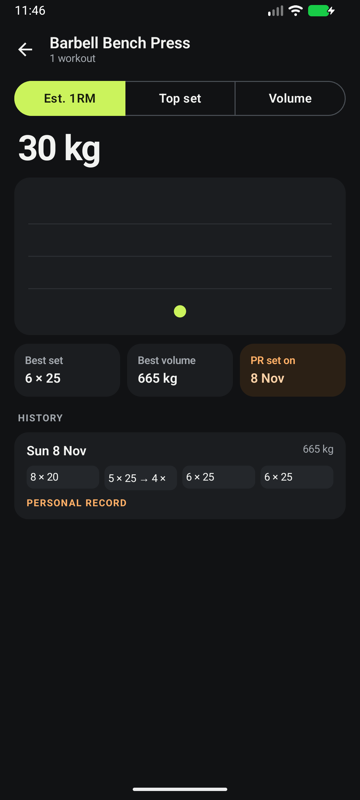 11:46
Barbell Bench Press
1 workout
Est. 1RM
Top set
Volume
30 kg
Best set
6 × 25
Best volume
665 kg
PR set on
8 Nov
HISTORY
Sun 8 Nov
665 kg
8 × 20
5 × 25 → 4 ×
6 × 25
6 × 25
PERSONAL RECORD